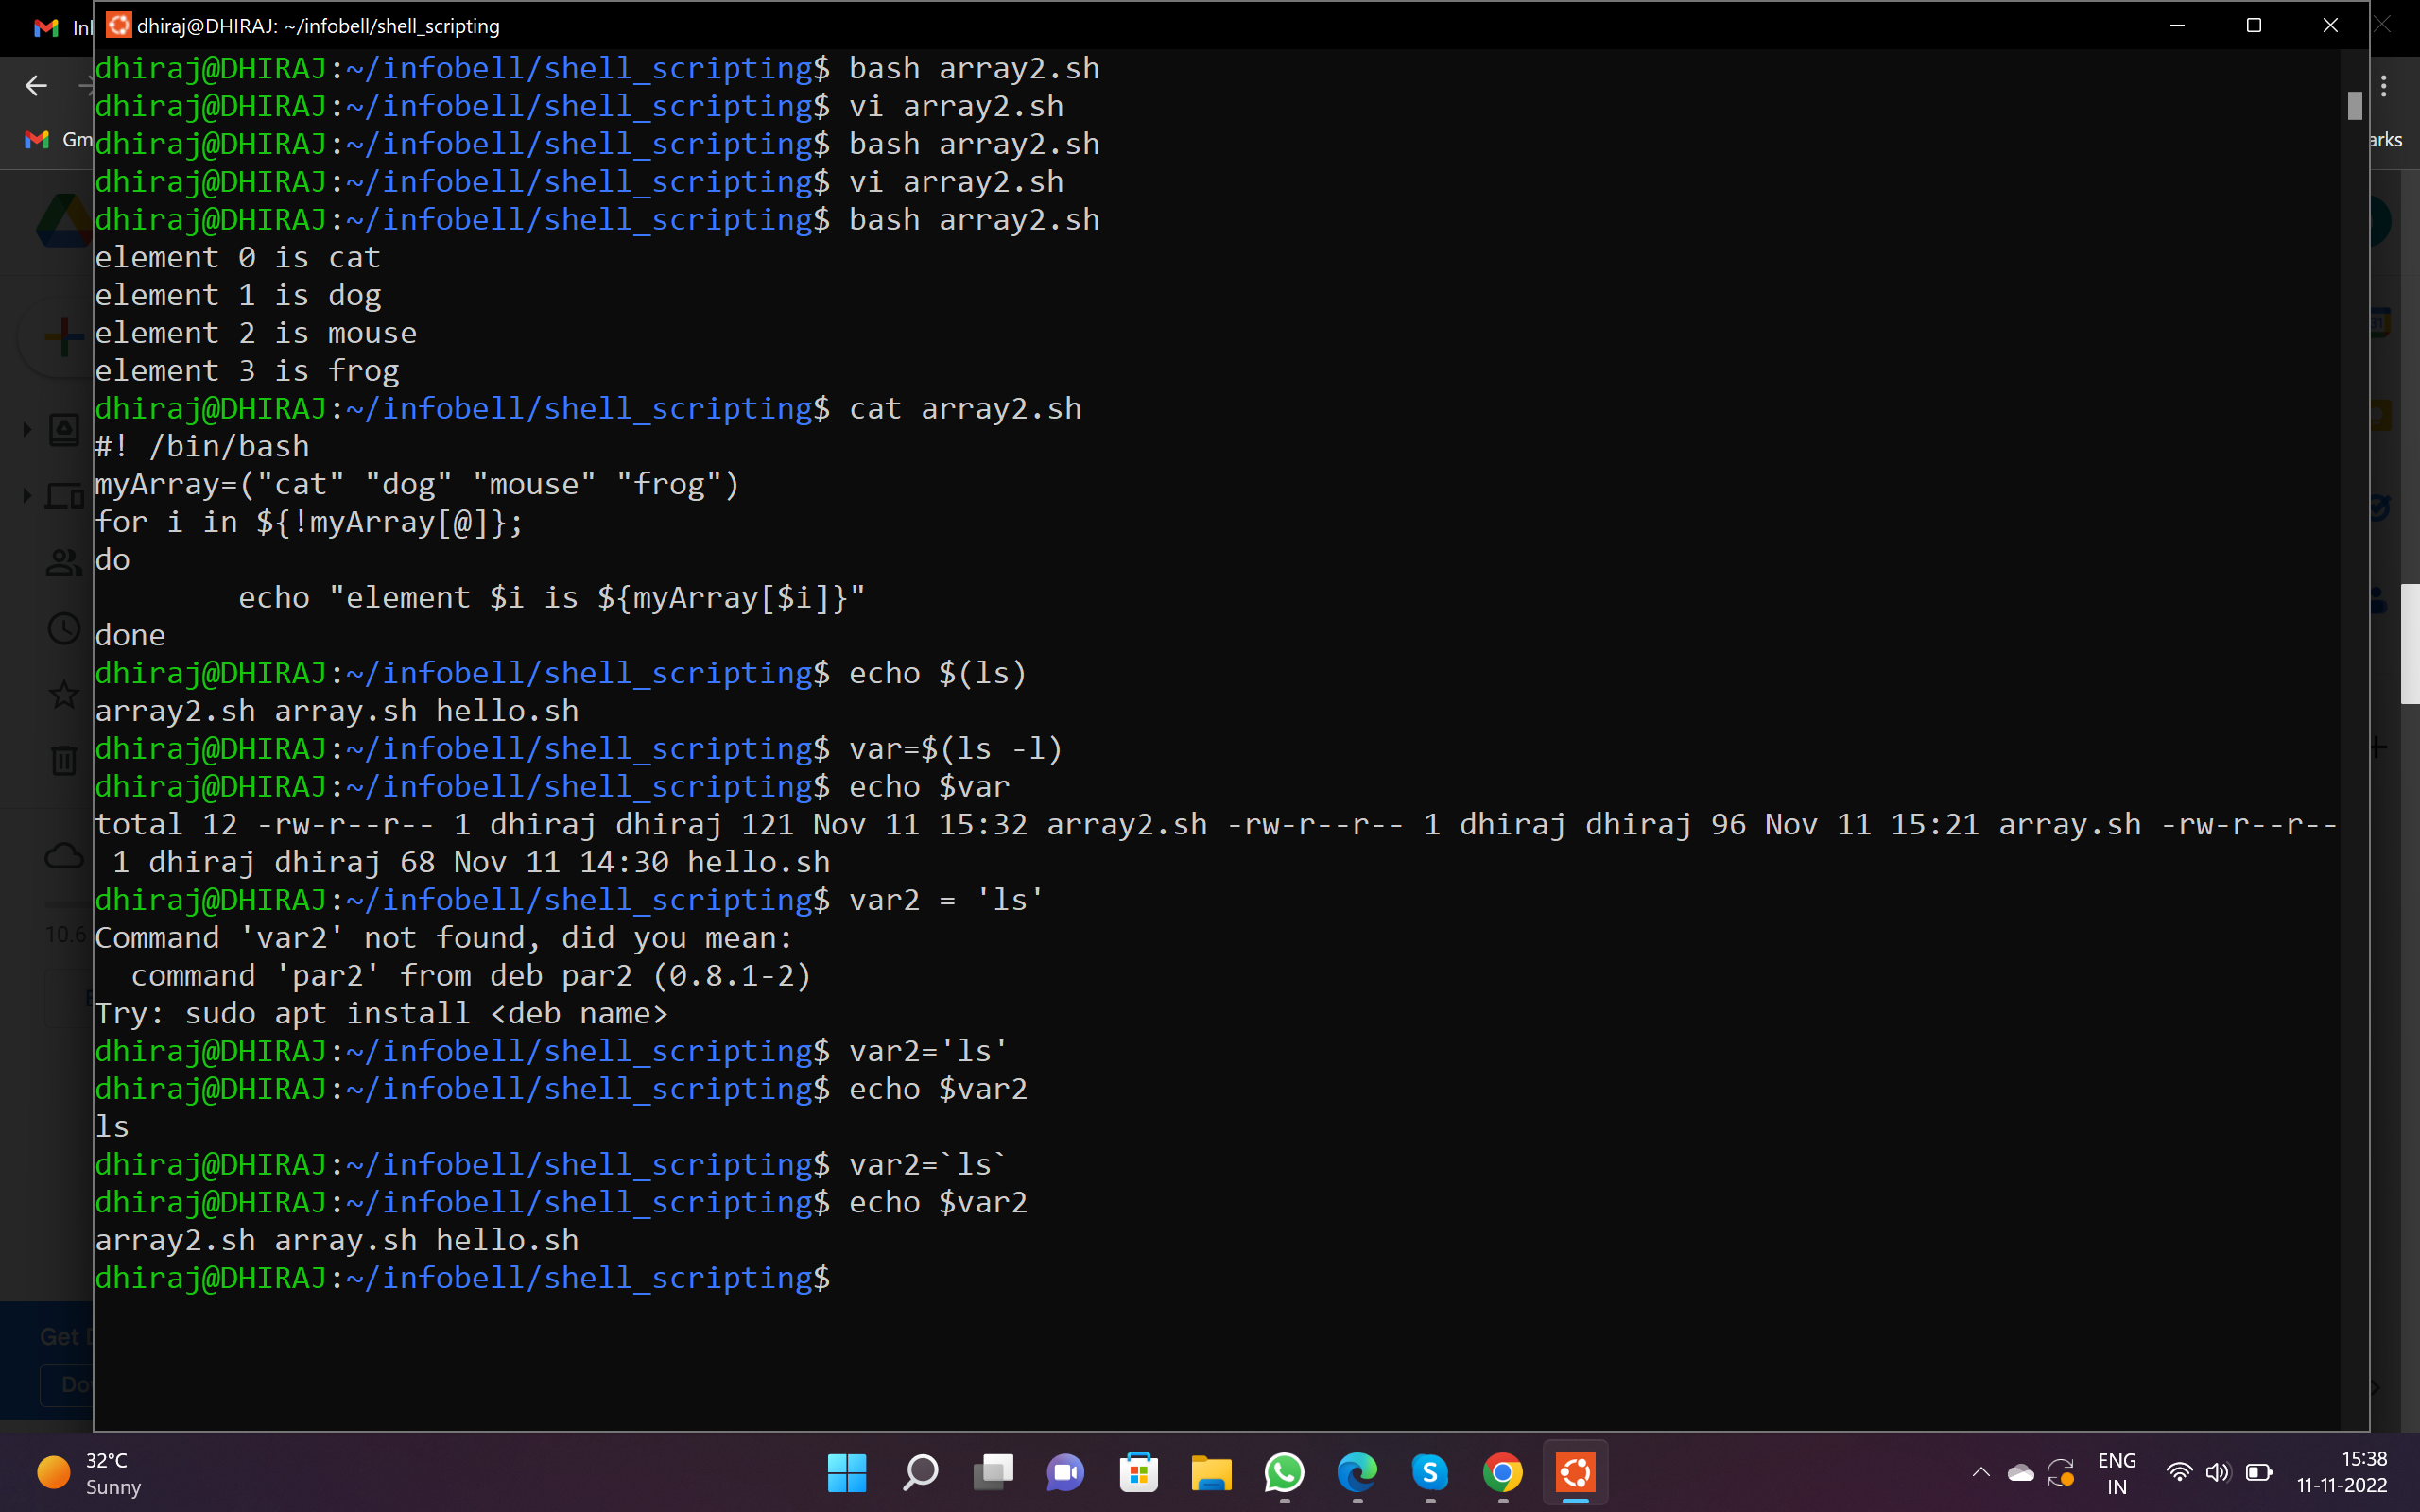 dhiraj@DHIRAJ: ~/infobell/shell_scripting
dhiraj@DHIRAJ:~/infobell/shell_scripting$ bash array2.sh
dhiraj@DHIRAJ:~/infobell/shell_scripting$ vi array2.sh
dhiraj@DHIRAJ:~/infobell/shell_scripting$ bash array2.sh
dhiraj@DHIRAJ:~/infobell/shell_scripting$ vi array2.sh
dhiraj@DHIRAJ:~/infobell/shell_scripting$ bash array2.sh
element 0 is cat
element 1 is dog
element 2 is mouse
element 3 is frog
dhiraj@DHIRAJ:~/infobell/shell_scripting$ cat array2.sh
#! /bin/bash
myArray=("cat" "dog" "mouse" "frog")
for i in ${!myArray[@]};
do
        echo "element $i is ${myArray[$i]}"
done
dhiraj@DHIRAJ:~/infobell/shell_scripting$ echo $(ls)
array2.sh array.sh hello.sh
dhiraj@DHIRAJ:~/infobell/shell_scripting$ var=$(ls -l)
dhiraj@DHIRAJ:~/infobell/shell_scripting$ echo $var
total 12 -rw-r--r-- 1 dhiraj dhiraj 121 Nov 11 15:32 array2.sh -rw-r--r-- 1 dhiraj dhiraj 96 Nov 11 15:21 array.sh -rw-r--r--
 1 dhiraj dhiraj 68 Nov 11 14:30 hello.sh
dhiraj@DHIRAJ:~/infobell/shell_scripting$ var2 = 'ls'
Command 'var2' not found, did you mean:
  command 'par2' from deb par2 (0.8.1-2)
Try: sudo apt install <deb name>
dhiraj@DHIRAJ:~/infobell/shell_scripting$ var2='ls'
dhiraj@DHIRAJ:~/infobell/shell_scripting$ echo $var2
ls
dhiraj@DHIRAJ:~/infobell/shell_scripting$ var2=`ls`
dhiraj@DHIRAJ:~/infobell/shell_scripting$ echo $var2
array2.sh array.sh hello.sh
dhiraj@DHIRAJ:~/infobell/shell_scripting$
10.6
Get
32°C
Sunny
ENG
IN
15:38
11-11-2022